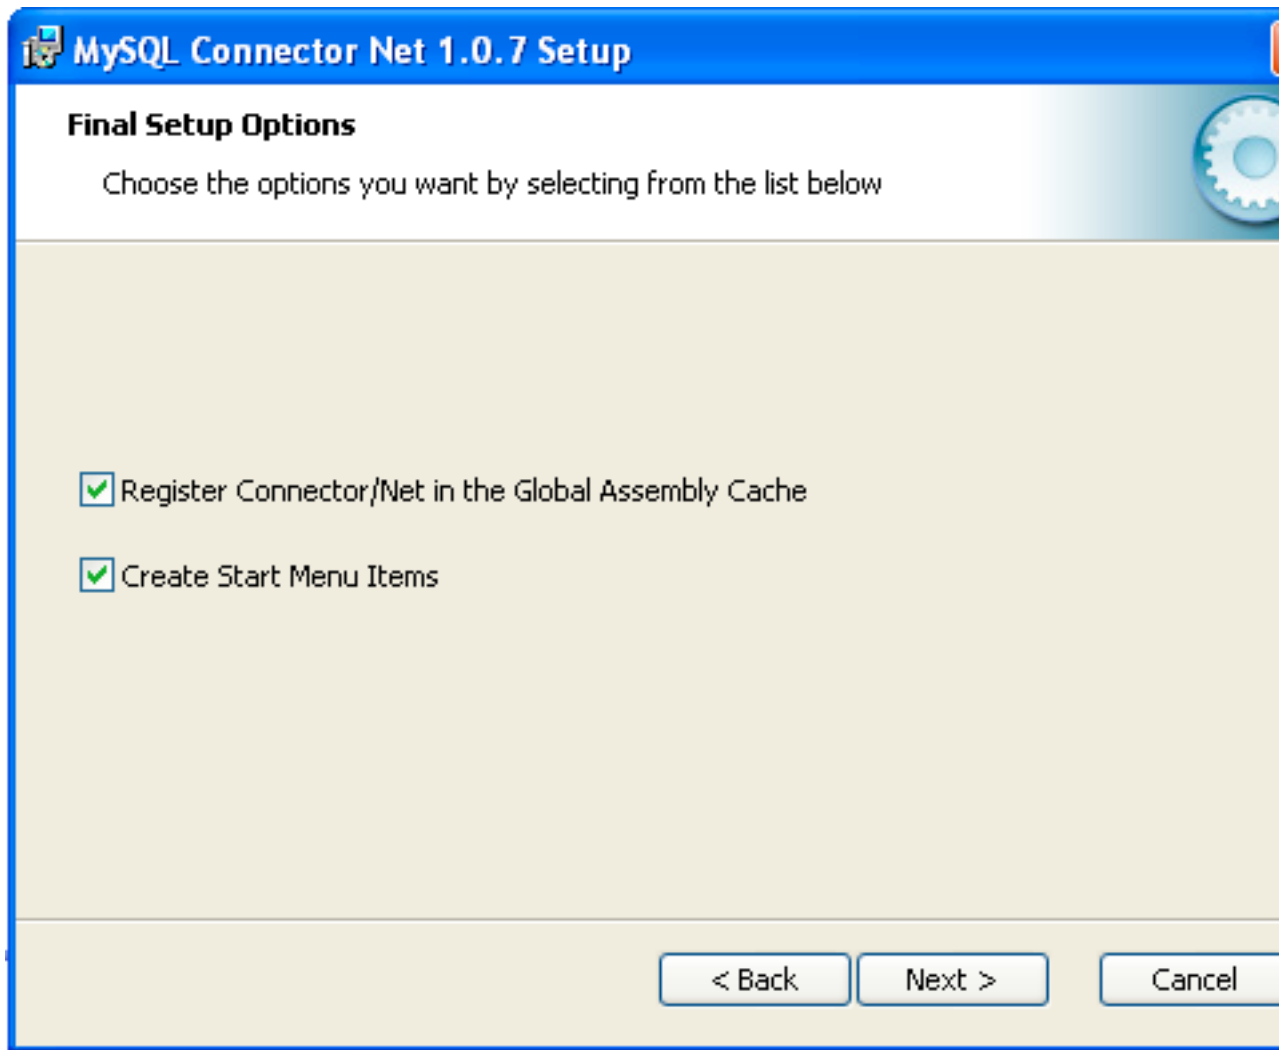 MySQL Connector Net 1.0.7 Setup
Final Setup Options
Choose the options you want by selecting from the list below
Register Connector/Net in the Global Assembly Cache
Create Start Menu Items
< Back Next > Cancel